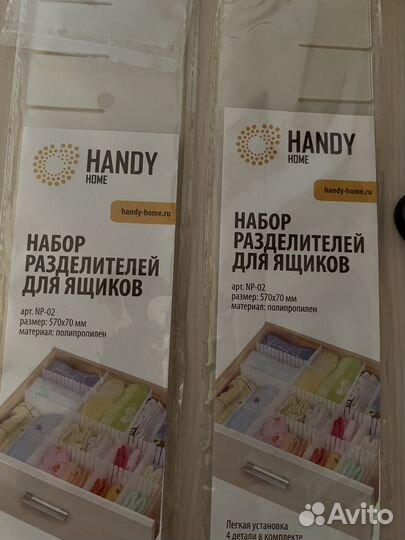 HANDY
HOME
handy-home.ru
НАБОР
РАЗДЕЛИТЕЛЕЙ
ДЛЯ ЯЩИКОВ
арт. NP-02
размер: 570х70 мм
материал: полипропилен
HANDY
HOME
handy-home.ru
НАБОР
РАЗДЕЛИТЕЛЕЙ
ДЛЯ ЯЩИКОВ
арт. NP-02
размер: 570х70 мм
материал: полипропилен
Легкая установка
4 детали в комплекте
Avito